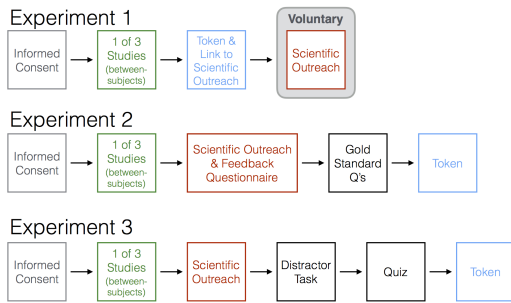 Experiment 1
Voluntary
Informed
Consent
1 of 3
Studies
(between-
subjects)
Token &
Link to
Scientific
Outreach
Scientific
Outreach
Experiment 2
Informed
Consent
1 of 3
Studies
(between-
subjects)
Scientific Outreach
& Feedback
Questionnaire
Gold
Standard
Q's
Token
Experiment 3
Informed
Consent
1 of 3
Studies
(between-
subjects)
Scientific
Outreach
Distractor
Task
Quiz
Token